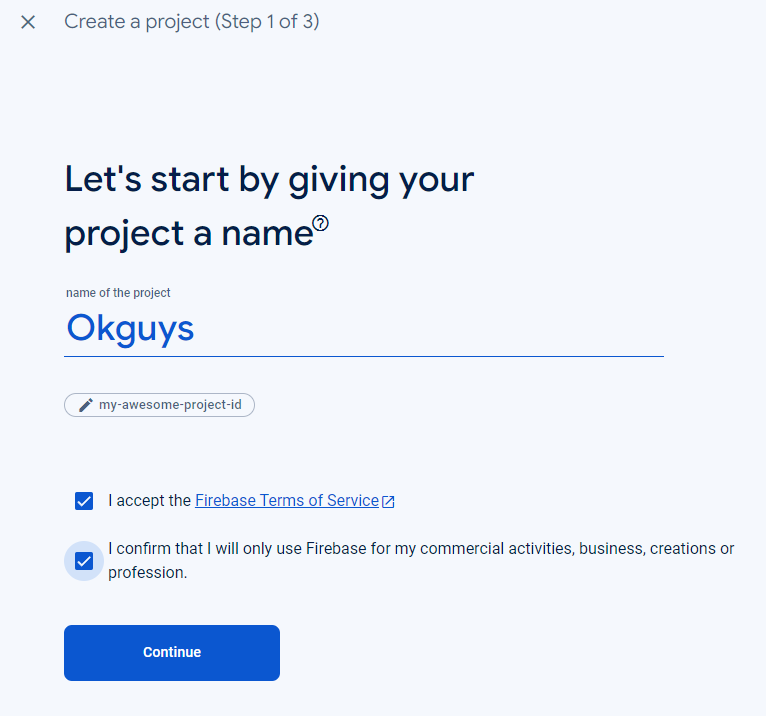 Create a project (Step 1 of 3)
Let's start by giving your
project a name
name of the project
Okguys
my-awesome-project-id
I accept the Firebase Terms of Service
I confirm that I will only use Firebase for my commercial activities, business, creations or
profession.
Continue